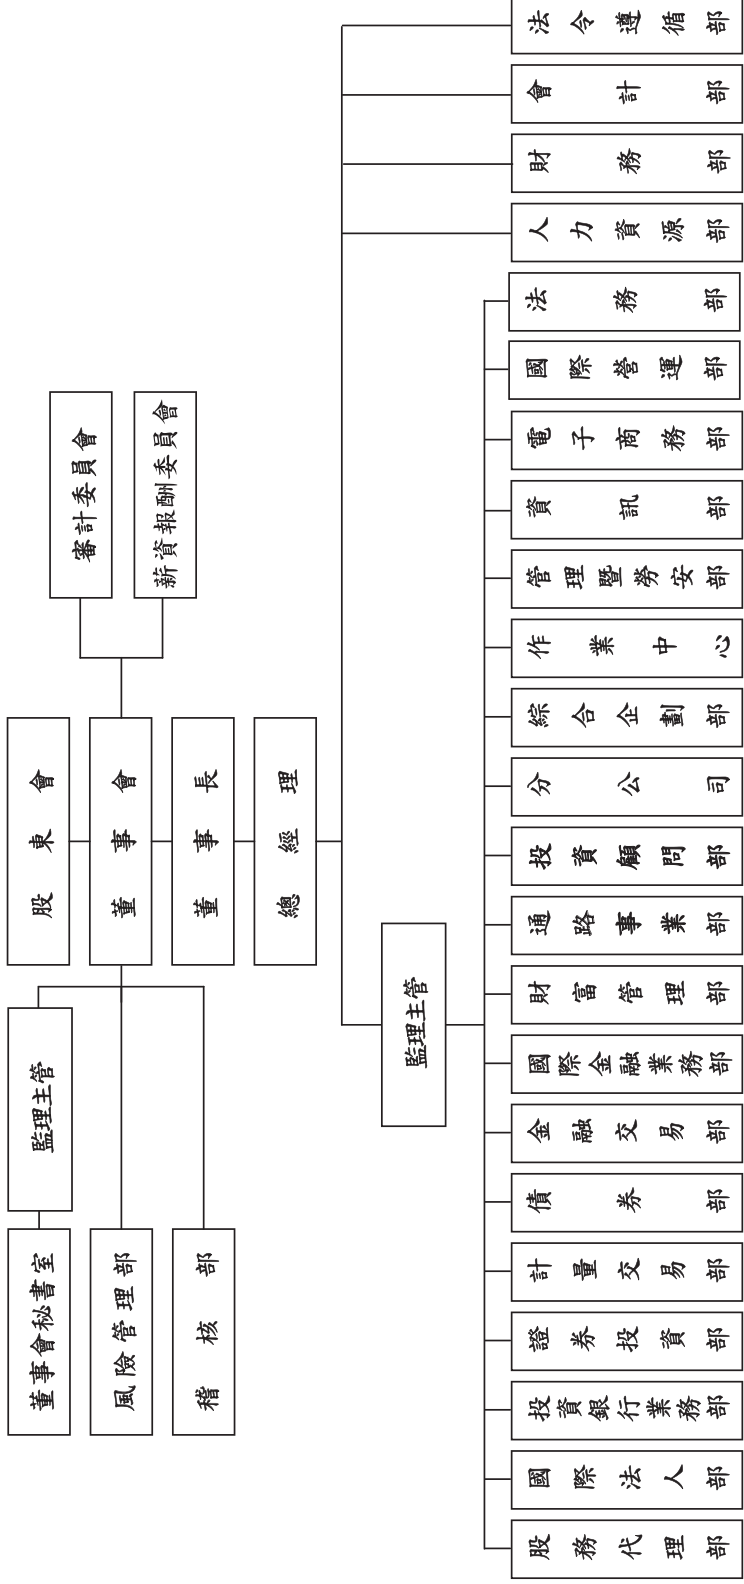 股東會
董事會
董事長
總經理
審計委員會
薪資報酬委員會
監理主管
董事會秘書室
風險管理部
稽核部
監理主管
股務代理部
國際法人部
投資銀行業務部
證券投資部
計量交易部
債券部
金融交易部
國際金融業務部
財富管理部
通路事業部
投資顧問部
分公司
綜合企劃部
作業中心
管理暨勞安部
資訊部
電子商務部
國際營運部
法務部
人力資源部
財務部
會計部
法令遵循部